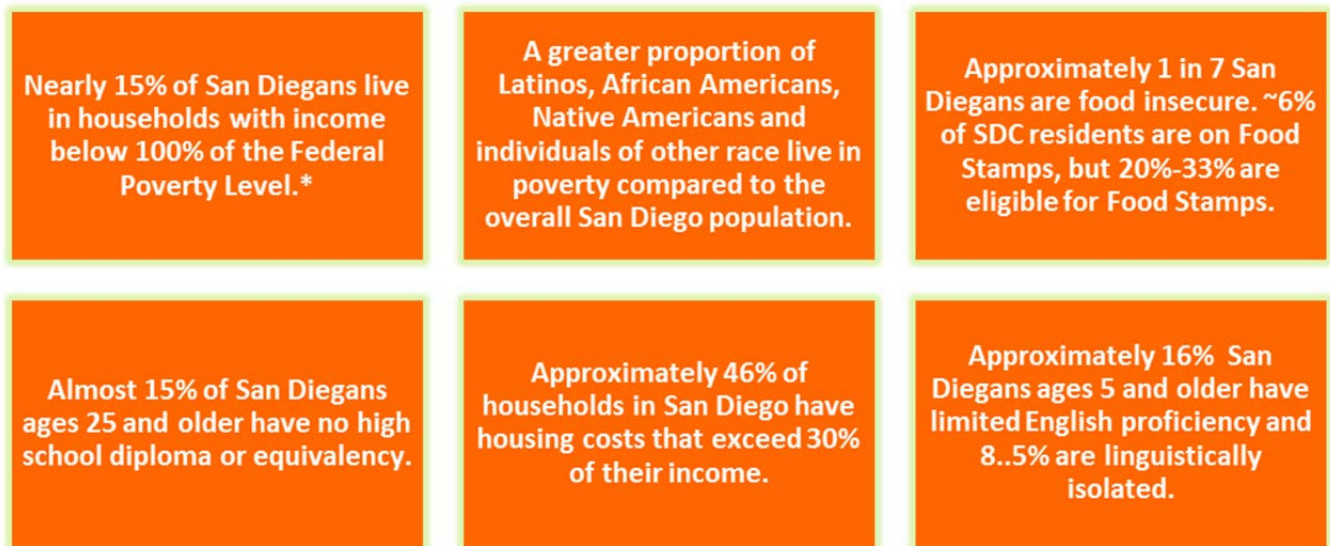 Nearly 15% of San Diegans live
in households with income
below 100% of the Federal
Poverty Level.*
A greater proportion of
Latinos, African Americans,
Native Americans and
individuals of other race live in
poverty compared to the
overall San Diego population.
Approximately 1 in 7 San
Diegans are food insecure. ~6%
of SDC residents are on Food
Stamps, but 20%-33% are
eligible for Food Stamps.
Almost 15% of San Diegans
ages 25 and older have no high
school diploma or equivalency.
Approximately 46% of
households in San Diego have
housing costs that exceed 30%
of their income.
Approximately 16% San
Diegans ages 5 and older have
limited English proficiency and
8..5% are linguistically
isolated.